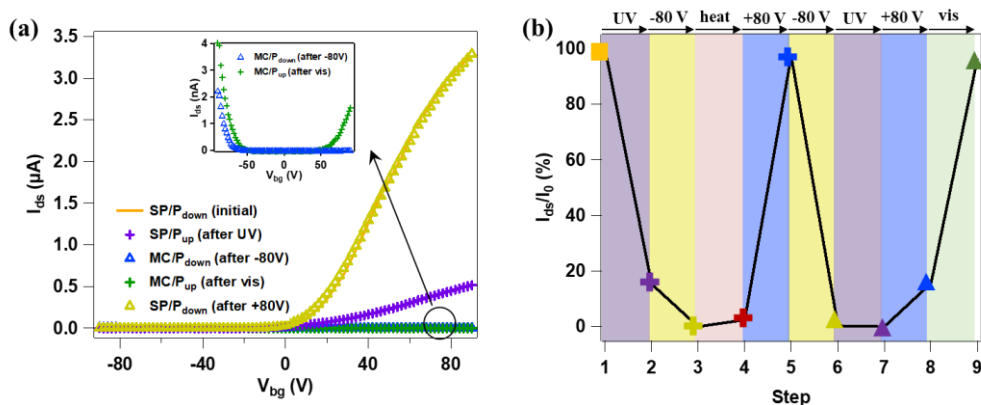 (a)
3.5
3.0
2.5
2.0
1.5
1.0
0.5
0.0
I_ds (μA)
-80
-40
0
40
80
V_bg (V)
4
3
2
1
0
I_ds (nA)
-50
0
50
V_bg (V)
MC/P_down (after -80V)
MC/P_up (after vis)
SP/P_down (initial)
SP/P_up (after UV)
MC/P_down (after -80V)
MC/P_up (after vis)
SP/P_down (after +80V)
(b)
UV -80 V heat +80 V -80 V UV +80 V vis
100
80
60
40
20
0
I_ds/I_0 (%)
1 2 3 4 5 6 7 8 9
Step